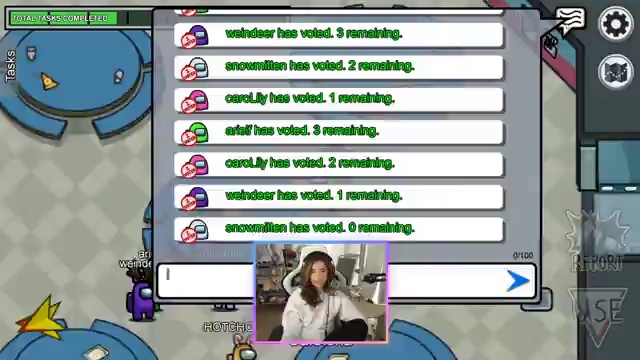 TOTAL TASKS COMPLETED
Tasks
weindeer has voted. 3 remaining.
snowmitten has voted. 2 remaining.
caroLily has voted. 1 remaining.
arielf has voted. 3 remaining.
caroLily has voted. 2 remaining.
weindeer has voted. 1 remaining.
snowmitten has voted. 0 remaining.
0/100
REPORT
USE
weinde
HOTCH